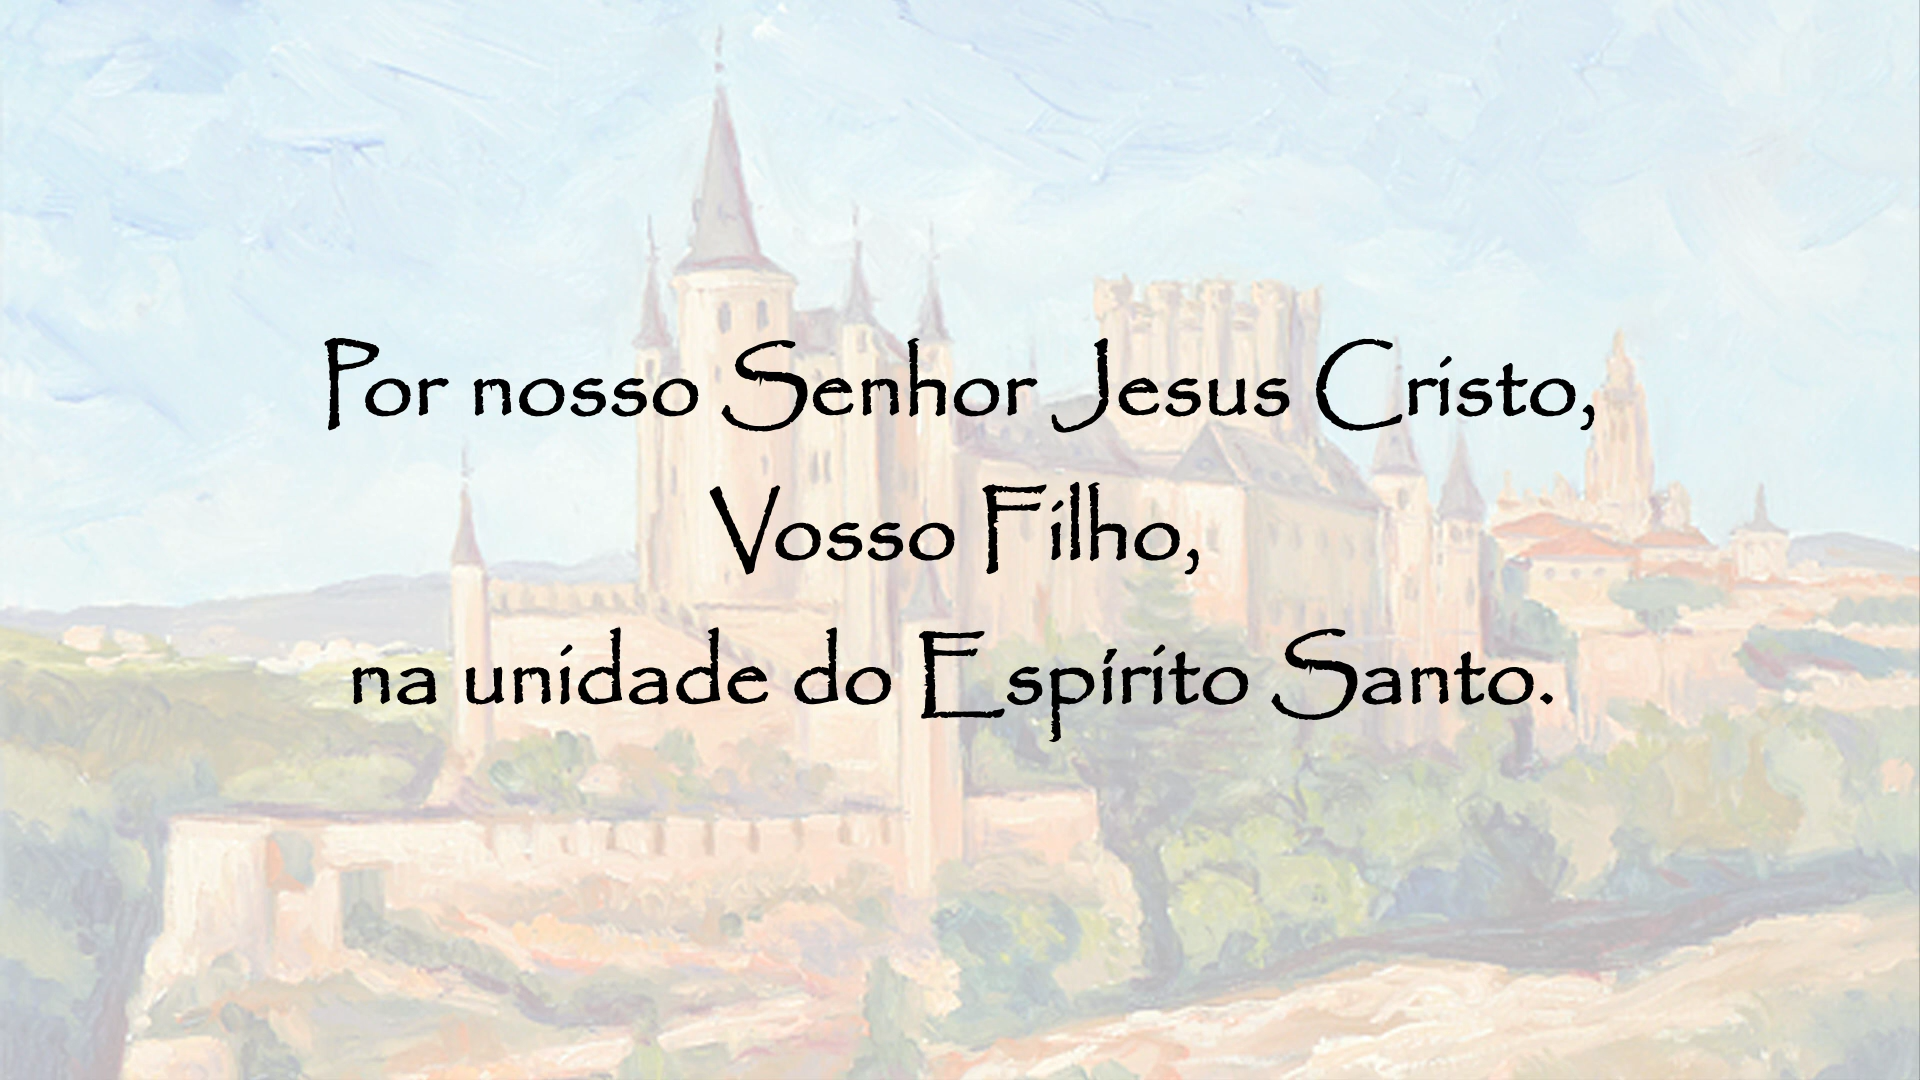 Por nosso Senhor Jesus Cristo,
Vosso Filho,
na unidade do Espírito Santo.